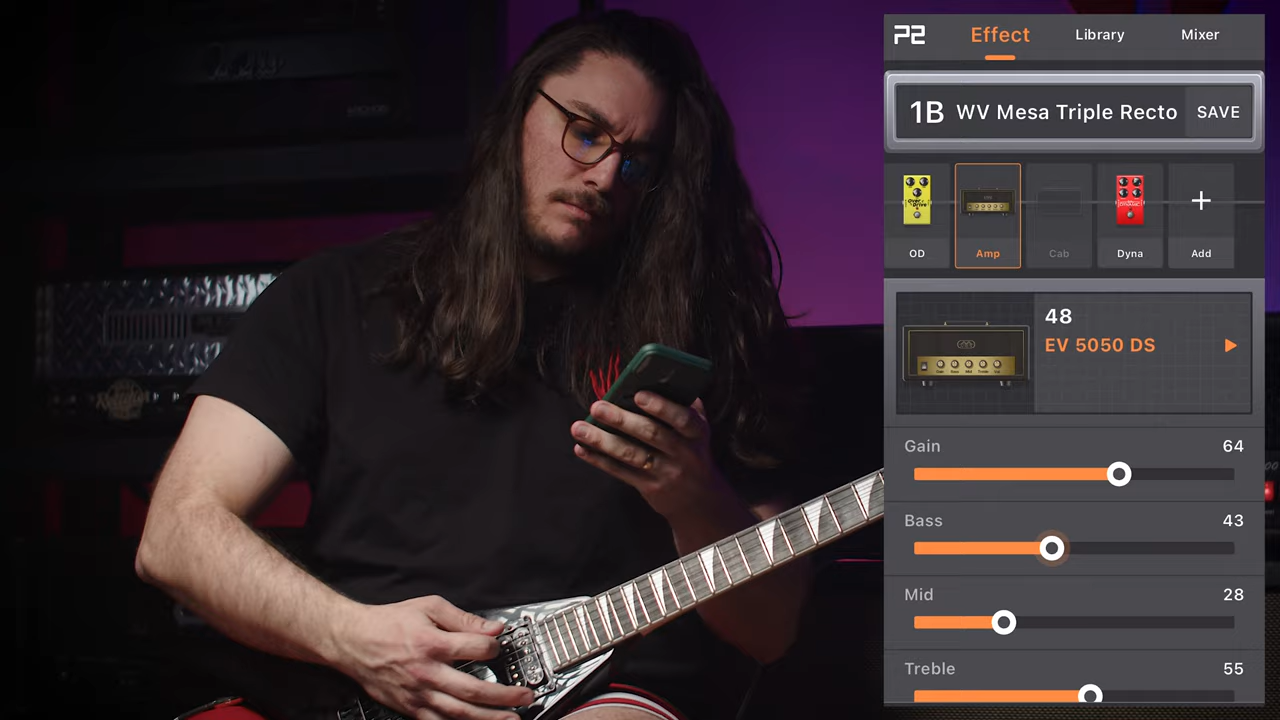 P2
Effect
Library
Mixer
1B WV Mesa Triple Recto SAVE
OD
Amp
Cab
Dyna
Add
48
EV 5050 DS
Gain 64
Bass 43
Mid 28
Treble 55